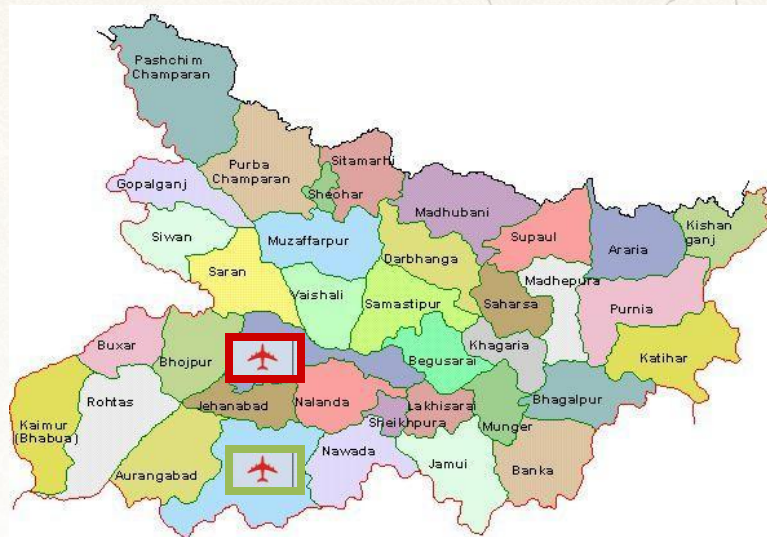 Pashchim
Champaran
Purba
Champaran
Sitamarhi
Sheohar
Gopalganj
Madhubani
Siwan
Muzaffarpur
Darbhanga
Supaul
Araria
Kishan
ganj
Saran
Vaishali
Samastipur
Saharsa
Madhepura
Purnia
Buxar
Bhojpur
Begusarai
Khagaria
Katihar
Kaimur
(Bhabua)
Rohtas
Jehanabad
Nalanda
Sheikhpura
Lakhisarai
Munger
Bhagalpur
Aurangabad
Nawada
Jamui
Banka